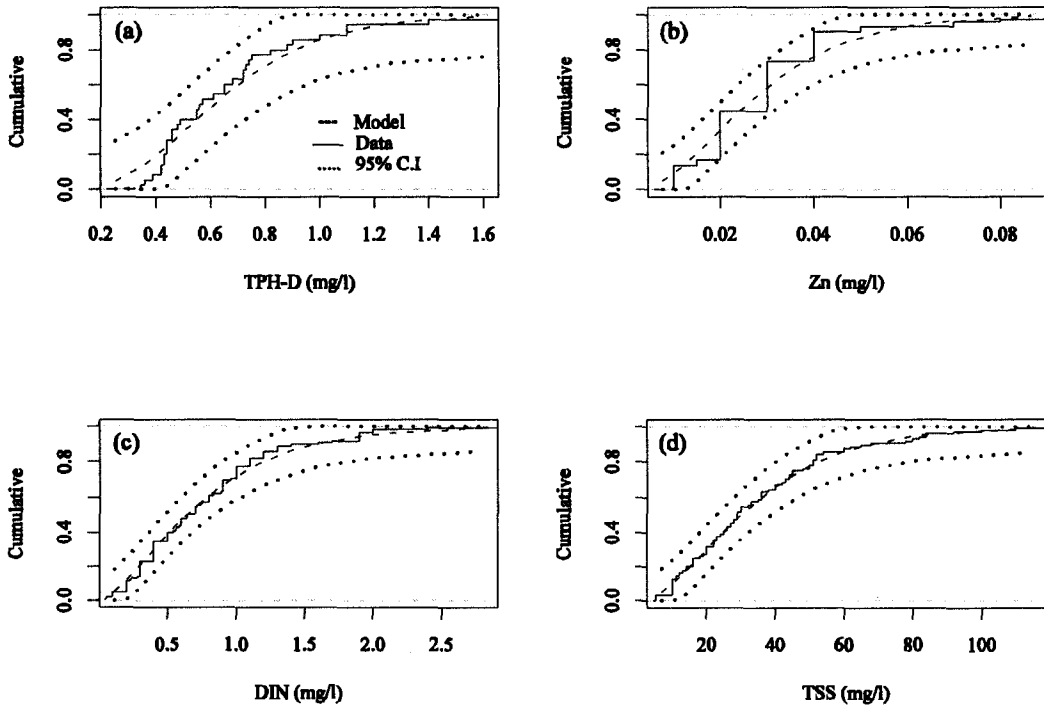 (a)
Cumulative
0.0 0.4 0.8
Model
Data
95% C.I
0.2 0.4 0.6 0.8 1.0 1.2 1.4 1.6
TPH-D (mg/l)
(b)
Cumulative
0.0 0.4 0.8
0.02 0.04 0.06 0.08
Zn (mg/l)
(c)
Cumulative
0.0 0.4 0.8
0.5 1.0 1.5 2.0 2.5
DIN (mg/l)
(d)
Cumulative
0.0 0.4 0.8
20 40 60 80 100
TSS (mg/l)